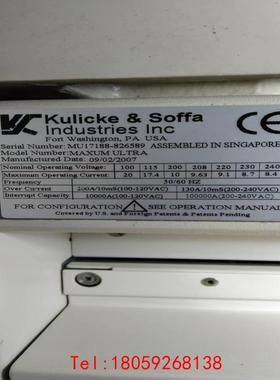 Kulicke & Soffa
Industries Inc
Fort Washington, PA USA
Serial Number: MU17188-826589 ASSEMBLED IN SINGAPORE
Model Number: MAXUM ULTRA
Manufactured Date: 09/02/2007
Nominal Operating Voltage: 100 115 200 208 220 230 240
Maximum Operating Current: 20 17.4 10 9.63 9.1 8.7 8.4
Frequency 50/60 HZ
Over Current 200A/10mS(100-120VAC) 130A/10mS(200-240VAC)
Interrupt Capacity 10000A(100-120VAC) 100000A(200-240VAC)
FOR CONFIGURATION SEE OPERATION MANUAL
Covered by U.S. and Foreign Patents & Patents Pending
Tel:18059268138